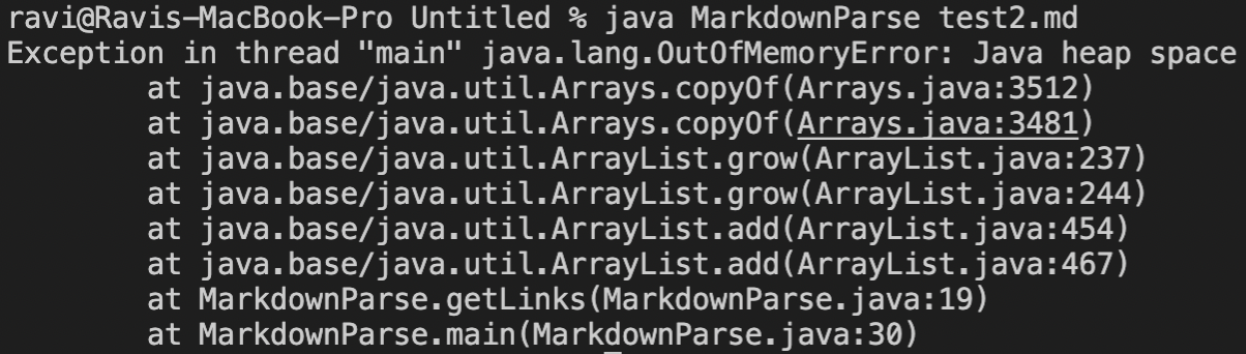 ravi@Ravis-MacBook-Pro Untitled % java MarkdownParse test2.md
Exception in thread "main" java.lang.OutOfMemoryError: Java heap space
        at java.base/java.util.Arrays.copyOf(Arrays.java:3512)
        at java.base/java.util.Arrays.copyOf(Arrays.java:3481)
        at java.base/java.util.ArrayList.grow(ArrayList.java:237)
        at java.base/java.util.ArrayList.grow(ArrayList.java:244)
        at java.base/java.util.ArrayList.add(ArrayList.java:454)
        at java.base/java.util.ArrayList.add(ArrayList.java:467)
        at MarkdownParse.getLinks(MarkdownParse.java:19)
        at MarkdownParse.main(MarkdownParse.java:30)